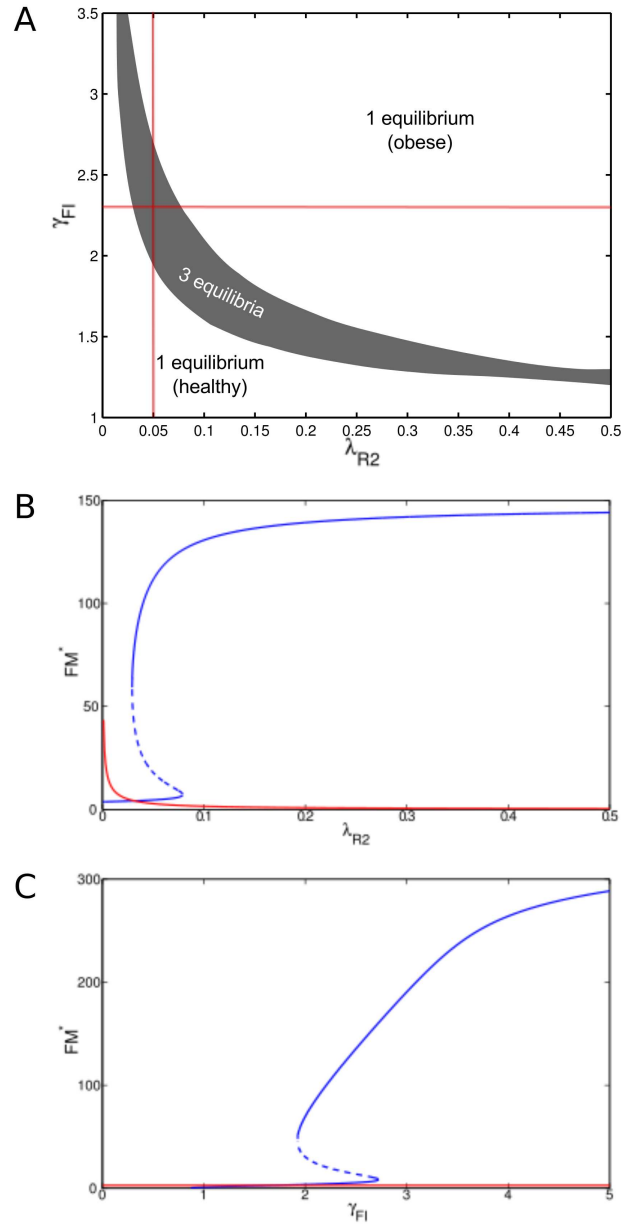 A
3.5
3
2.5
2
1.5
1
γFI
1 equilibrium
(obese)
3 equilibria
1 equilibrium
(healthy)
0 0.05 0.1 0.15 0.2 0.25 0.3 0.35 0.4 0.45 0.5
λR2
B
150
100
50
0
FM*
0 0.1 0.2 0.3 0.4 0.5
λR2
C
300
200
100
0
FM*
0 1 2 3 4 5
γFI